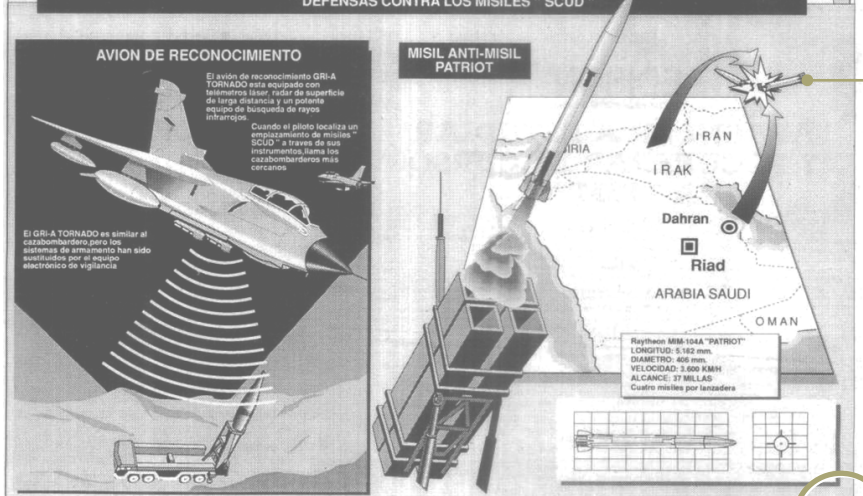 DEFENSAS CONTRA LOS MISILES "SCUD"
AVION DE RECONOCIMIENTO
El avión de reconocimiento GRI-A
TORNADO esta equipado con
telémetros láser, radar de superficie
de larga distancia y un potente
equipo de búsqueda de rayos
infrarrojos.
Cuando el piloto localiza un
emplazamiento de misiles "
SCUD" a traves de sus
instrumentos,llama los
cazabombarderos más
cercanos
El GRI-A TORNADO es similar al
cazabombardero,pero los
sistemas de armamento han sido
sustituidos por el equipo
electrónico de vigilancia
MISIL ANTI-MISIL
PATRIOT
SIRIA
IRAN
IRAK
Dahran
Riad
ARABIA SAUDI
OMAN
Raytheon MIM-104A "PATRIOT"
LONGITUD: 5.182 mm.
DIAMETRO: 406 mm.
VELOCIDAD: 3.600 KM/H
ALCANCE: 37 MILLAS
Cuatro misiles por lanzadera